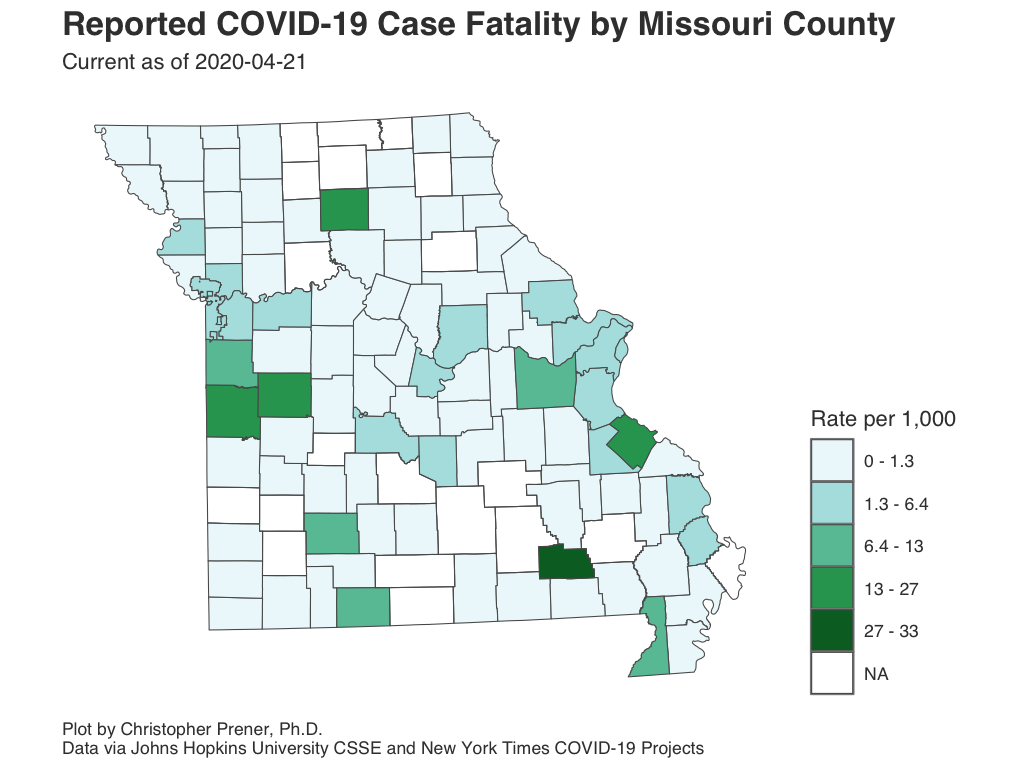 Reported COVID-19 Case Fatality by Missouri County
Current as of 2020-04-21
Rate per 1,000
0 - 1.3
1.3 - 6.4
6.4 - 13
13 - 27
27 - 33
NA
Plot by Christopher Prener, Ph.D.
Data via Johns Hopkins University CSSE and New York Times COVID-19 Projects